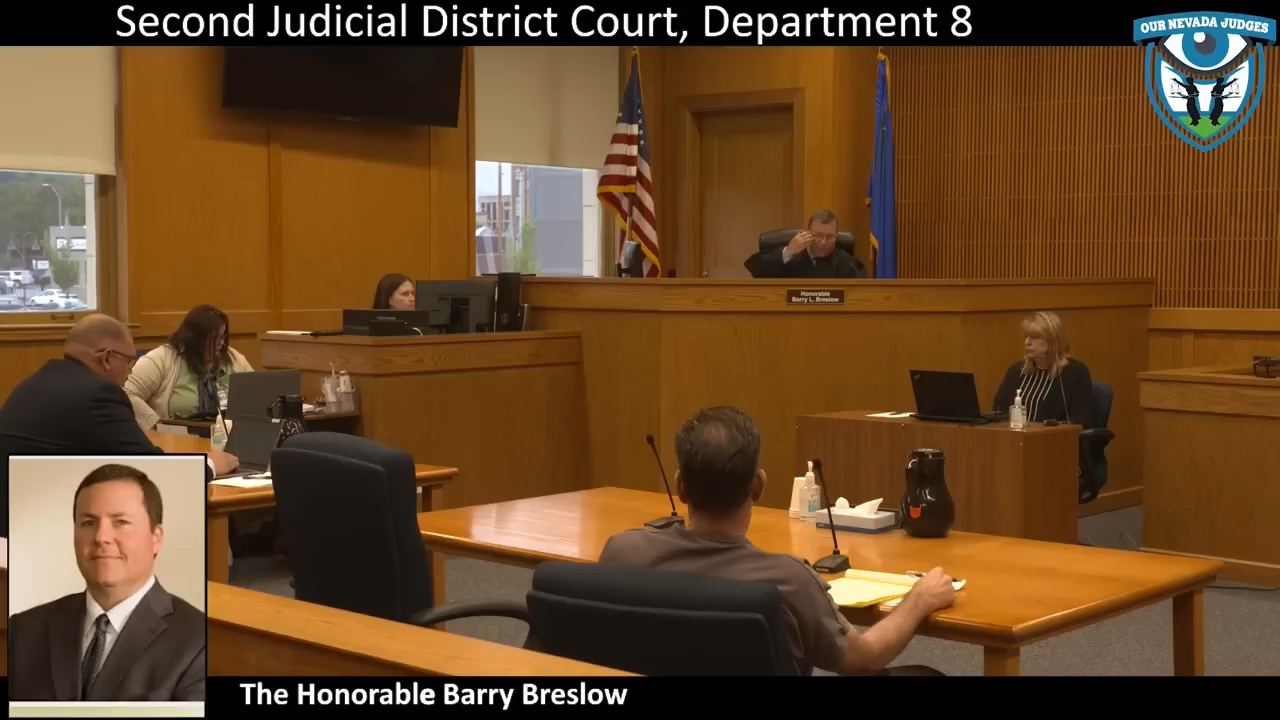 Second Judicial District Court, Department 8
OUR NEVADA JUDGES
Honorable
Barry L. Breslow
The Honorable Barry Breslow